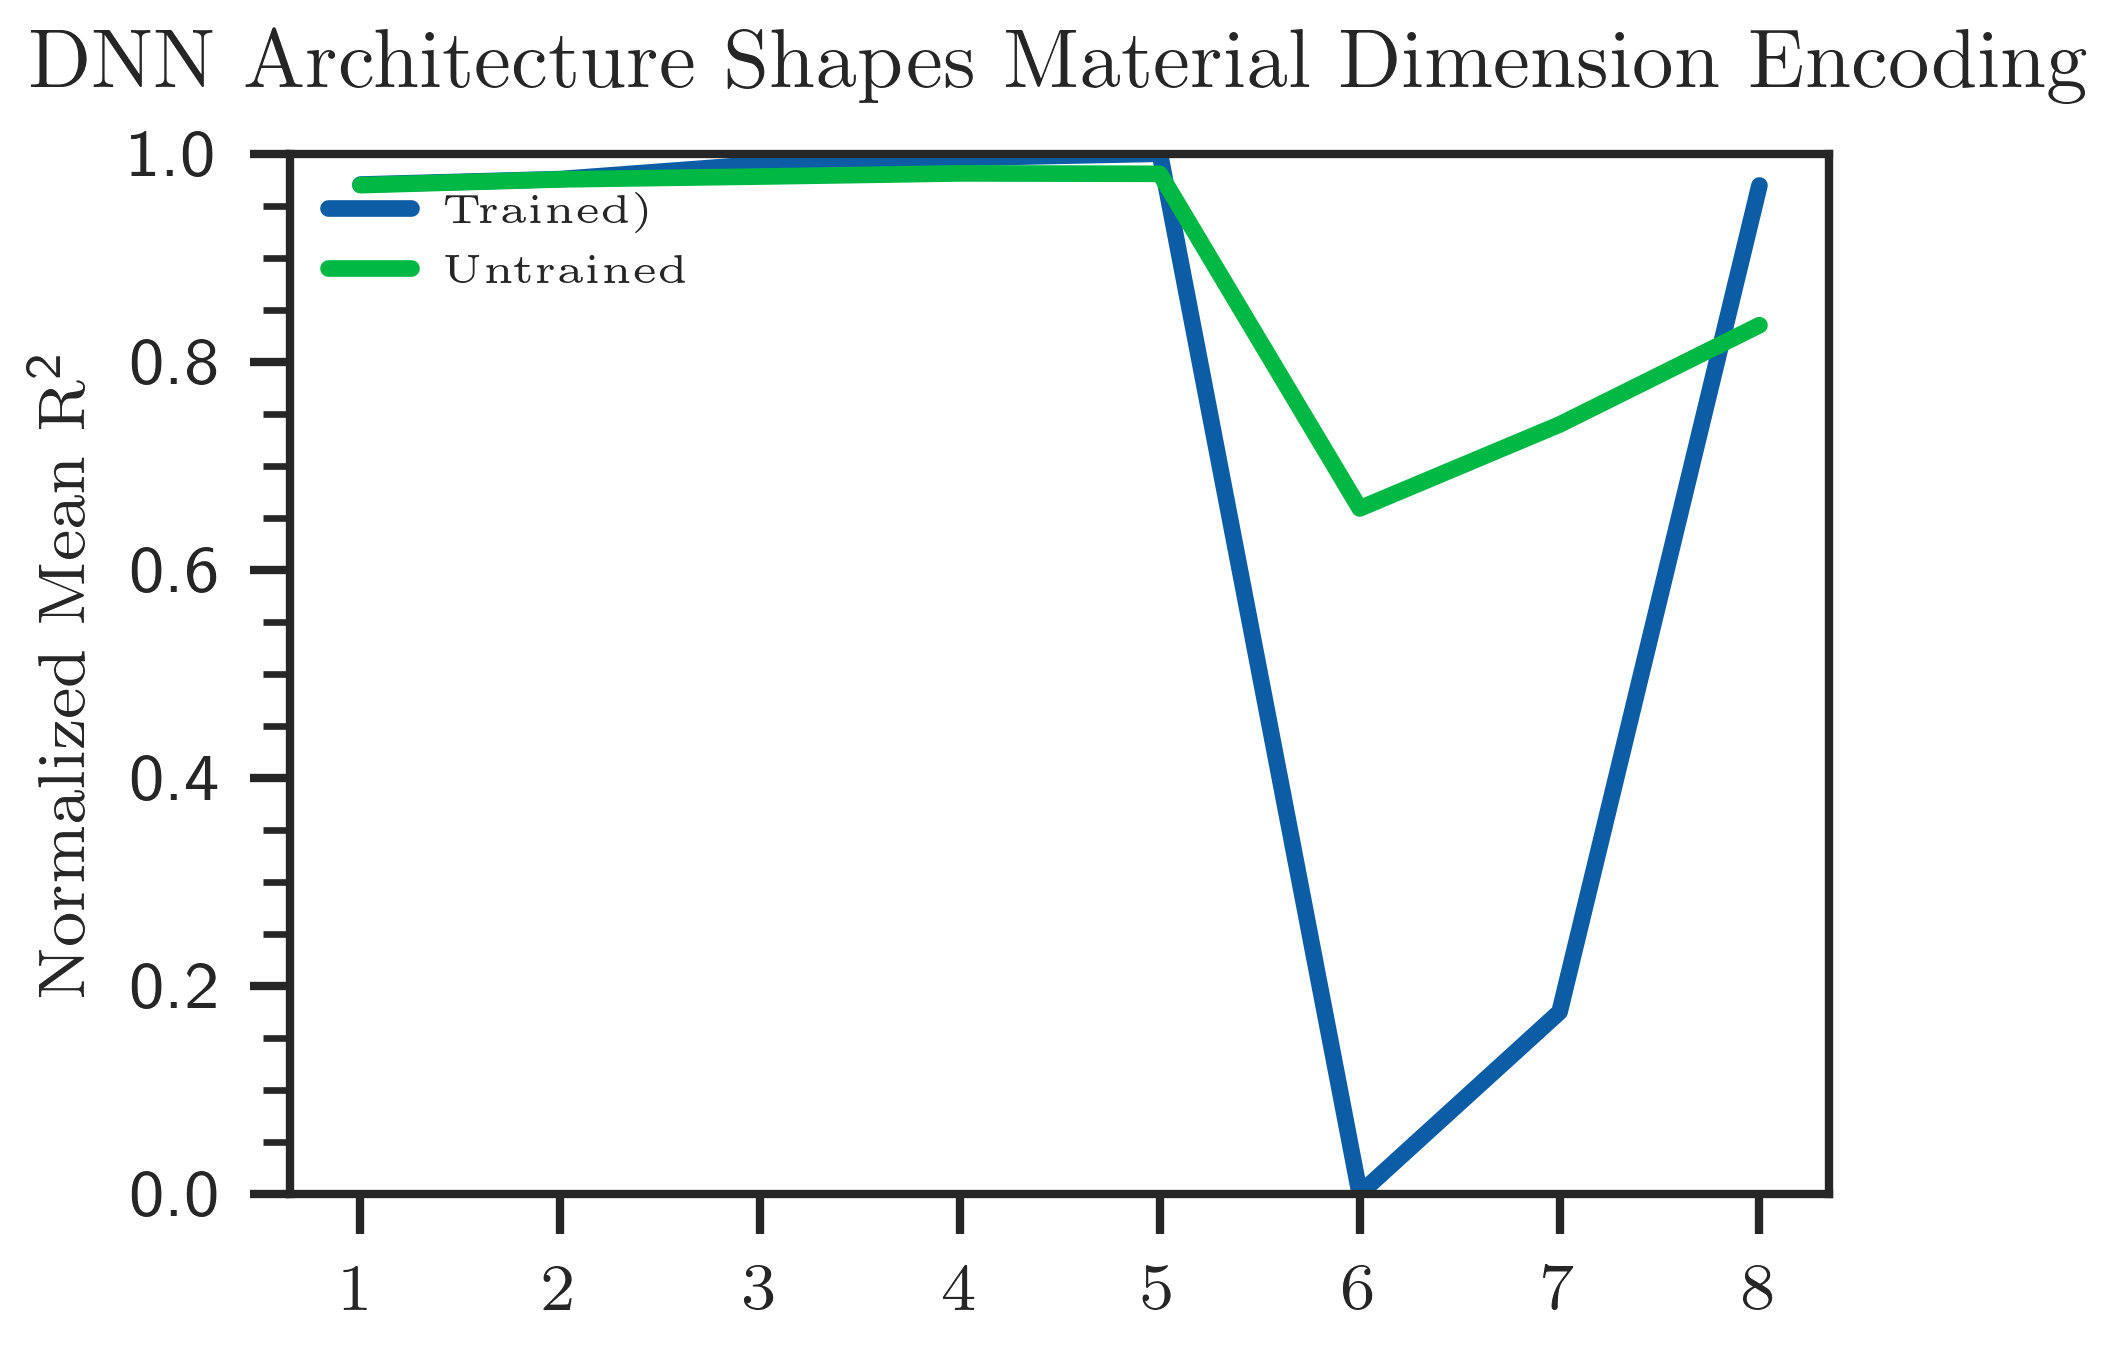 DNN Architecture Shapes Material Dimension Encoding
Normalized Mean R²
1.0
0.8
0.6
0.4
0.2
0.0
Trained)
Untrained
1 2 3 4 5 6 7 8